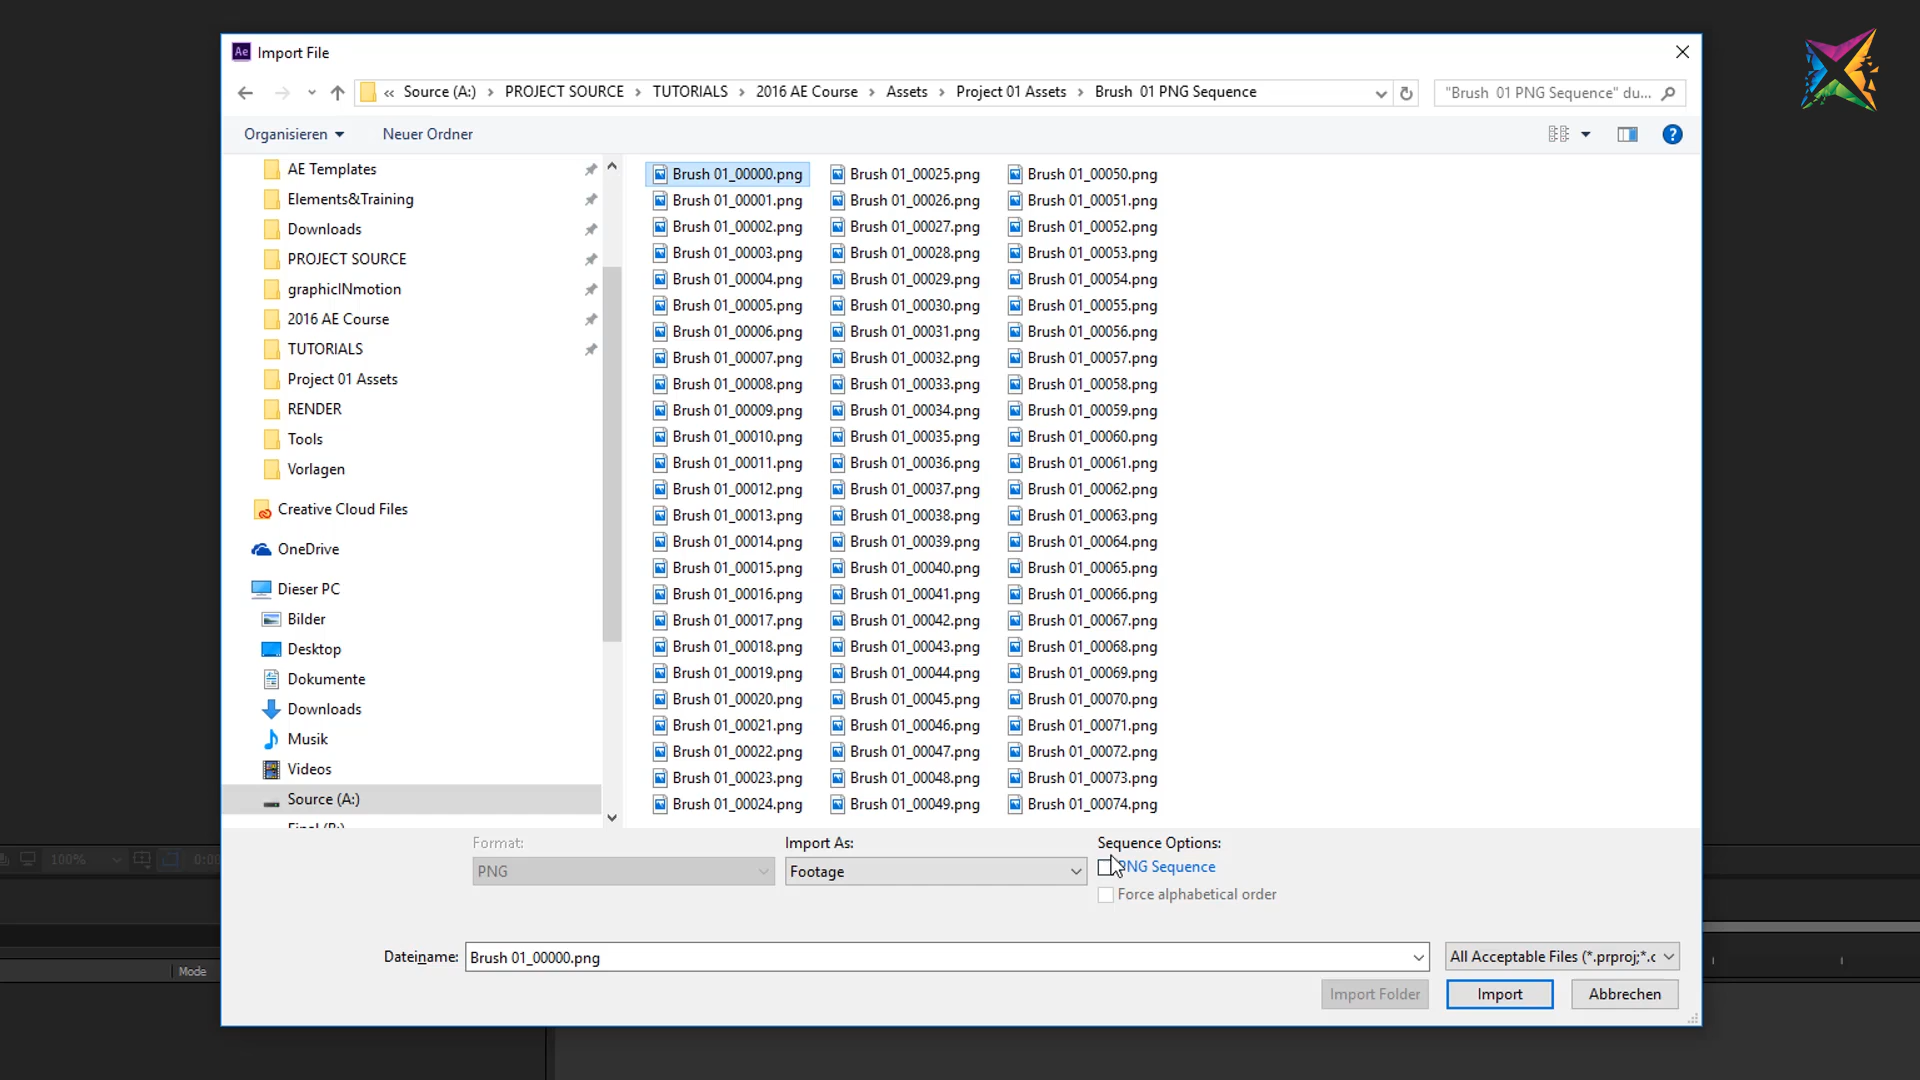 Ae Import File
« Source (A:) > PROJECT SOURCE > TUTORIALS > 2016 AE Course > Assets > Project 01 Assets > Brush 01 PNG Sequence
"Brush 01 PNG Sequence" du...
Organisieren
Neuer Ordner
AE Templates
Elements&Training
Downloads
PROJECT SOURCE
graphicINmotion
2016 AE Course
TUTORIALS
Project 01 Assets
RENDER
Tools
Vorlagen
Creative Cloud Files
OneDrive
Dieser PC
Bilder
Desktop
Dokumente
Downloads
Musik
Videos
Source (A:)
Brush 01_00000.png
Brush 01_00001.png
Brush 01_00002.png
Brush 01_00003.png
Brush 01_00004.png
Brush 01_00005.png
Brush 01_00006.png
Brush 01_00007.png
Brush 01_00008.png
Brush 01_00009.png
Brush 01_00010.png
Brush 01_00011.png
Brush 01_00012.png
Brush 01_00013.png
Brush 01_00014.png
Brush 01_00015.png
Brush 01_00016.png
Brush 01_00017.png
Brush 01_00018.png
Brush 01_00019.png
Brush 01_00020.png
Brush 01_00021.png
Brush 01_00022.png
Brush 01_00023.png
Brush 01_00024.png
Brush 01_00025.png
Brush 01_00026.png
Brush 01_00027.png
Brush 01_00028.png
Brush 01_00029.png
Brush 01_00030.png
Brush 01_00031.png
Brush 01_00032.png
Brush 01_00033.png
Brush 01_00034.png
Brush 01_00035.png
Brush 01_00036.png
Brush 01_00037.png
Brush 01_00038.png
Brush 01_00039.png
Brush 01_00040.png
Brush 01_00041.png
Brush 01_00042.png
Brush 01_00043.png
Brush 01_00044.png
Brush 01_00045.png
Brush 01_00046.png
Brush 01_00047.png
Brush 01_00048.png
Brush 01_00049.png
Brush 01_00050.png
Brush 01_00051.png
Brush 01_00052.png
Brush 01_00053.png
Brush 01_00054.png
Brush 01_00055.png
Brush 01_00056.png
Brush 01_00057.png
Brush 01_00058.png
Brush 01_00059.png
Brush 01_00060.png
Brush 01_00061.png
Brush 01_00062.png
Brush 01_00063.png
Brush 01_00064.png
Brush 01_00065.png
Brush 01_00066.png
Brush 01_00067.png
Brush 01_00068.png
Brush 01_00069.png
Brush 01_00070.png
Brush 01_00071.png
Brush 01_00072.png
Brush 01_00073.png
Brush 01_00074.png
Format:
PNG
Import As:
Footage
Sequence Options:
PNG Sequence
Force alphabetical order
Dateiname:
Brush 01_00000.png
All Acceptable Files (*.prproj;*.c
Import Folder
Import
Abbrechen
100%
0:00
Mode